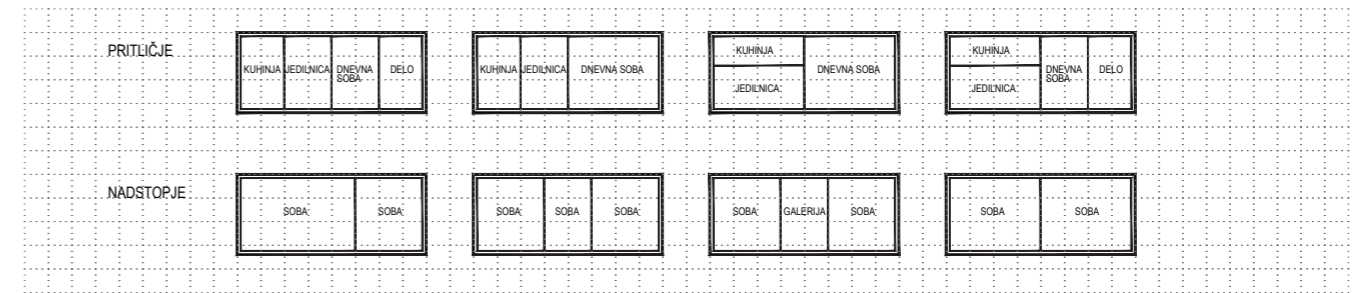 PRITLIČJE
KUHINJA JEDILNICA DNEVNA SOBA DELO
KUHINJA JEDILNICA DNEVNA SOBA
KUHINJA
JEDILNICA
DNEVNA SOBA
KUHINJA
JEDILNICA
DNEVNA SOBA
DELO
NADSTOPJE
SOBA SOBA
SOBA SOBA SOBA
SOBA GALERIJA SOBA
SOBA SOBA